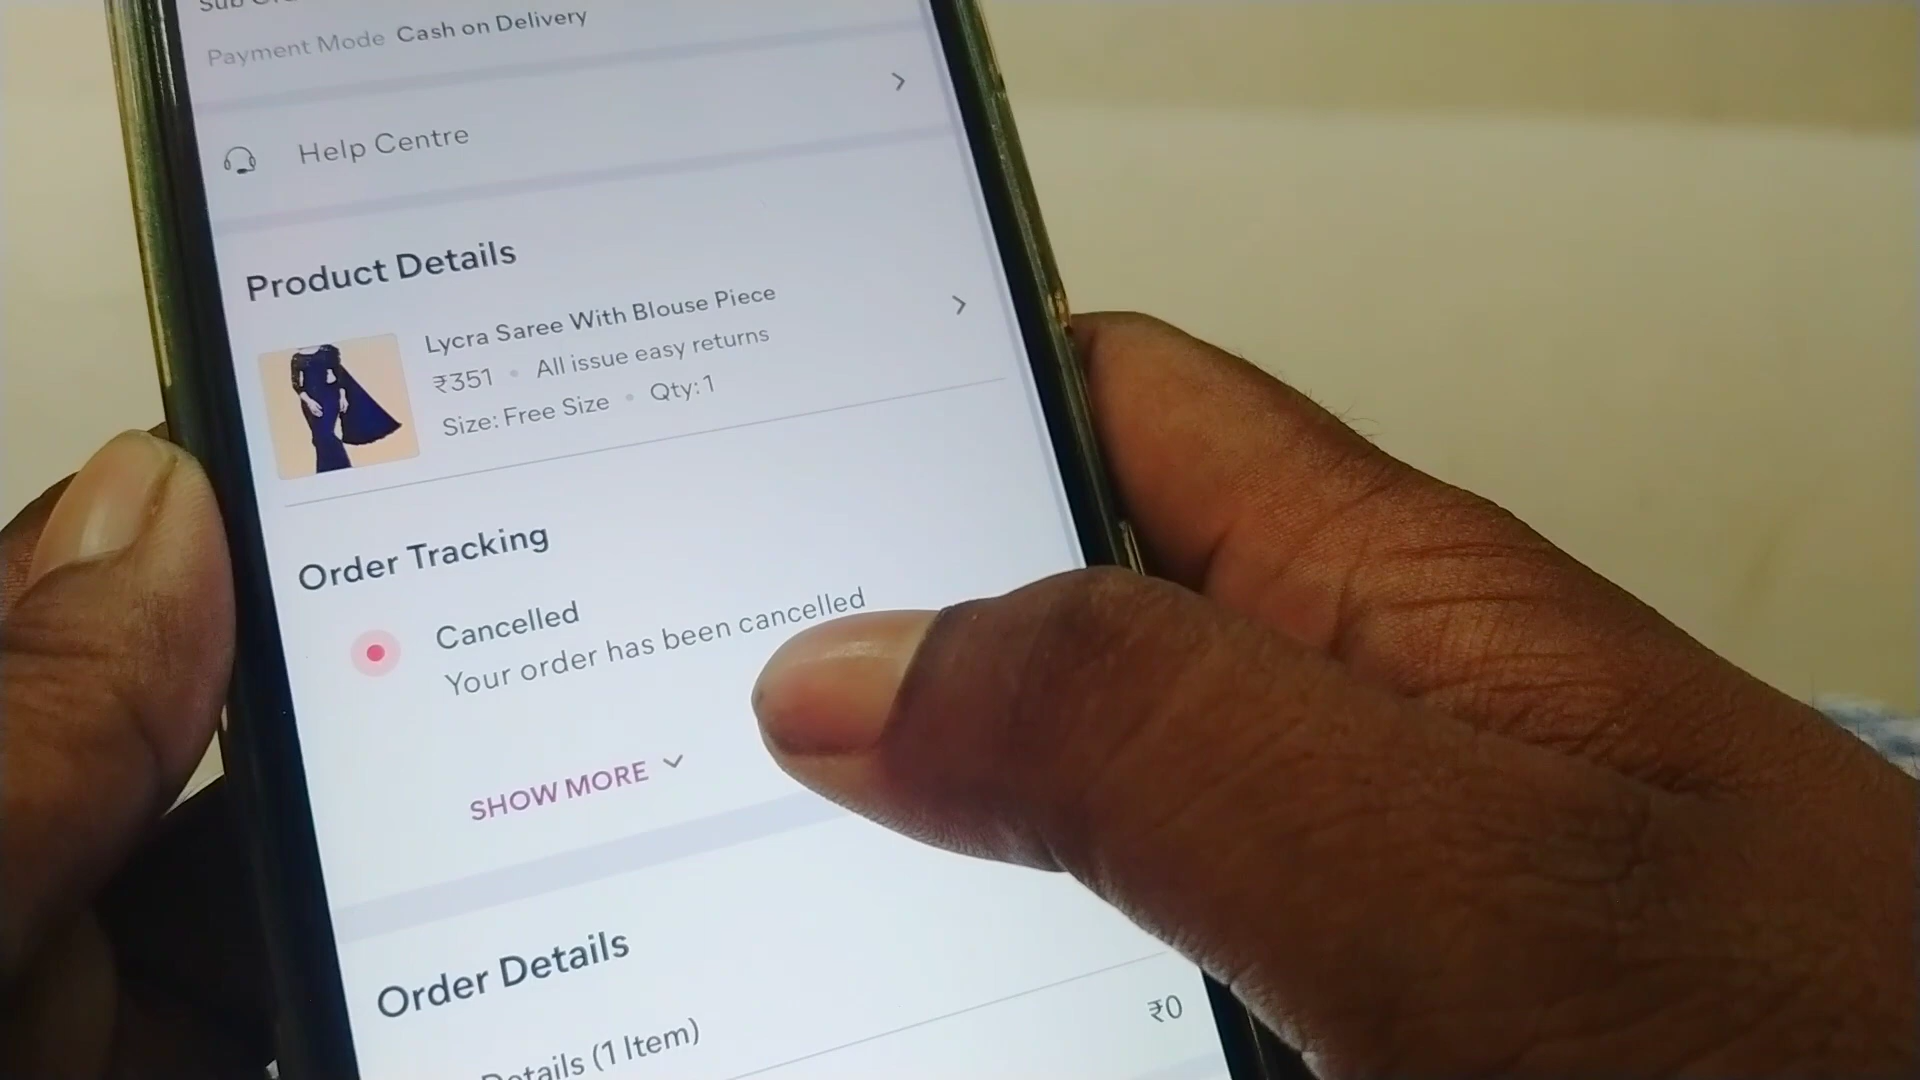 Payment Mode Cash on Delivery
Help Centre
Product Details
Lycra Saree With Blouse Piece
₹351 • All issue easy returns
Size: Free Size • Qty: 1
Order Tracking
Cancelled
Your order has been cancelled
SHOW MORE
Order Details
(1 Item)
₹0